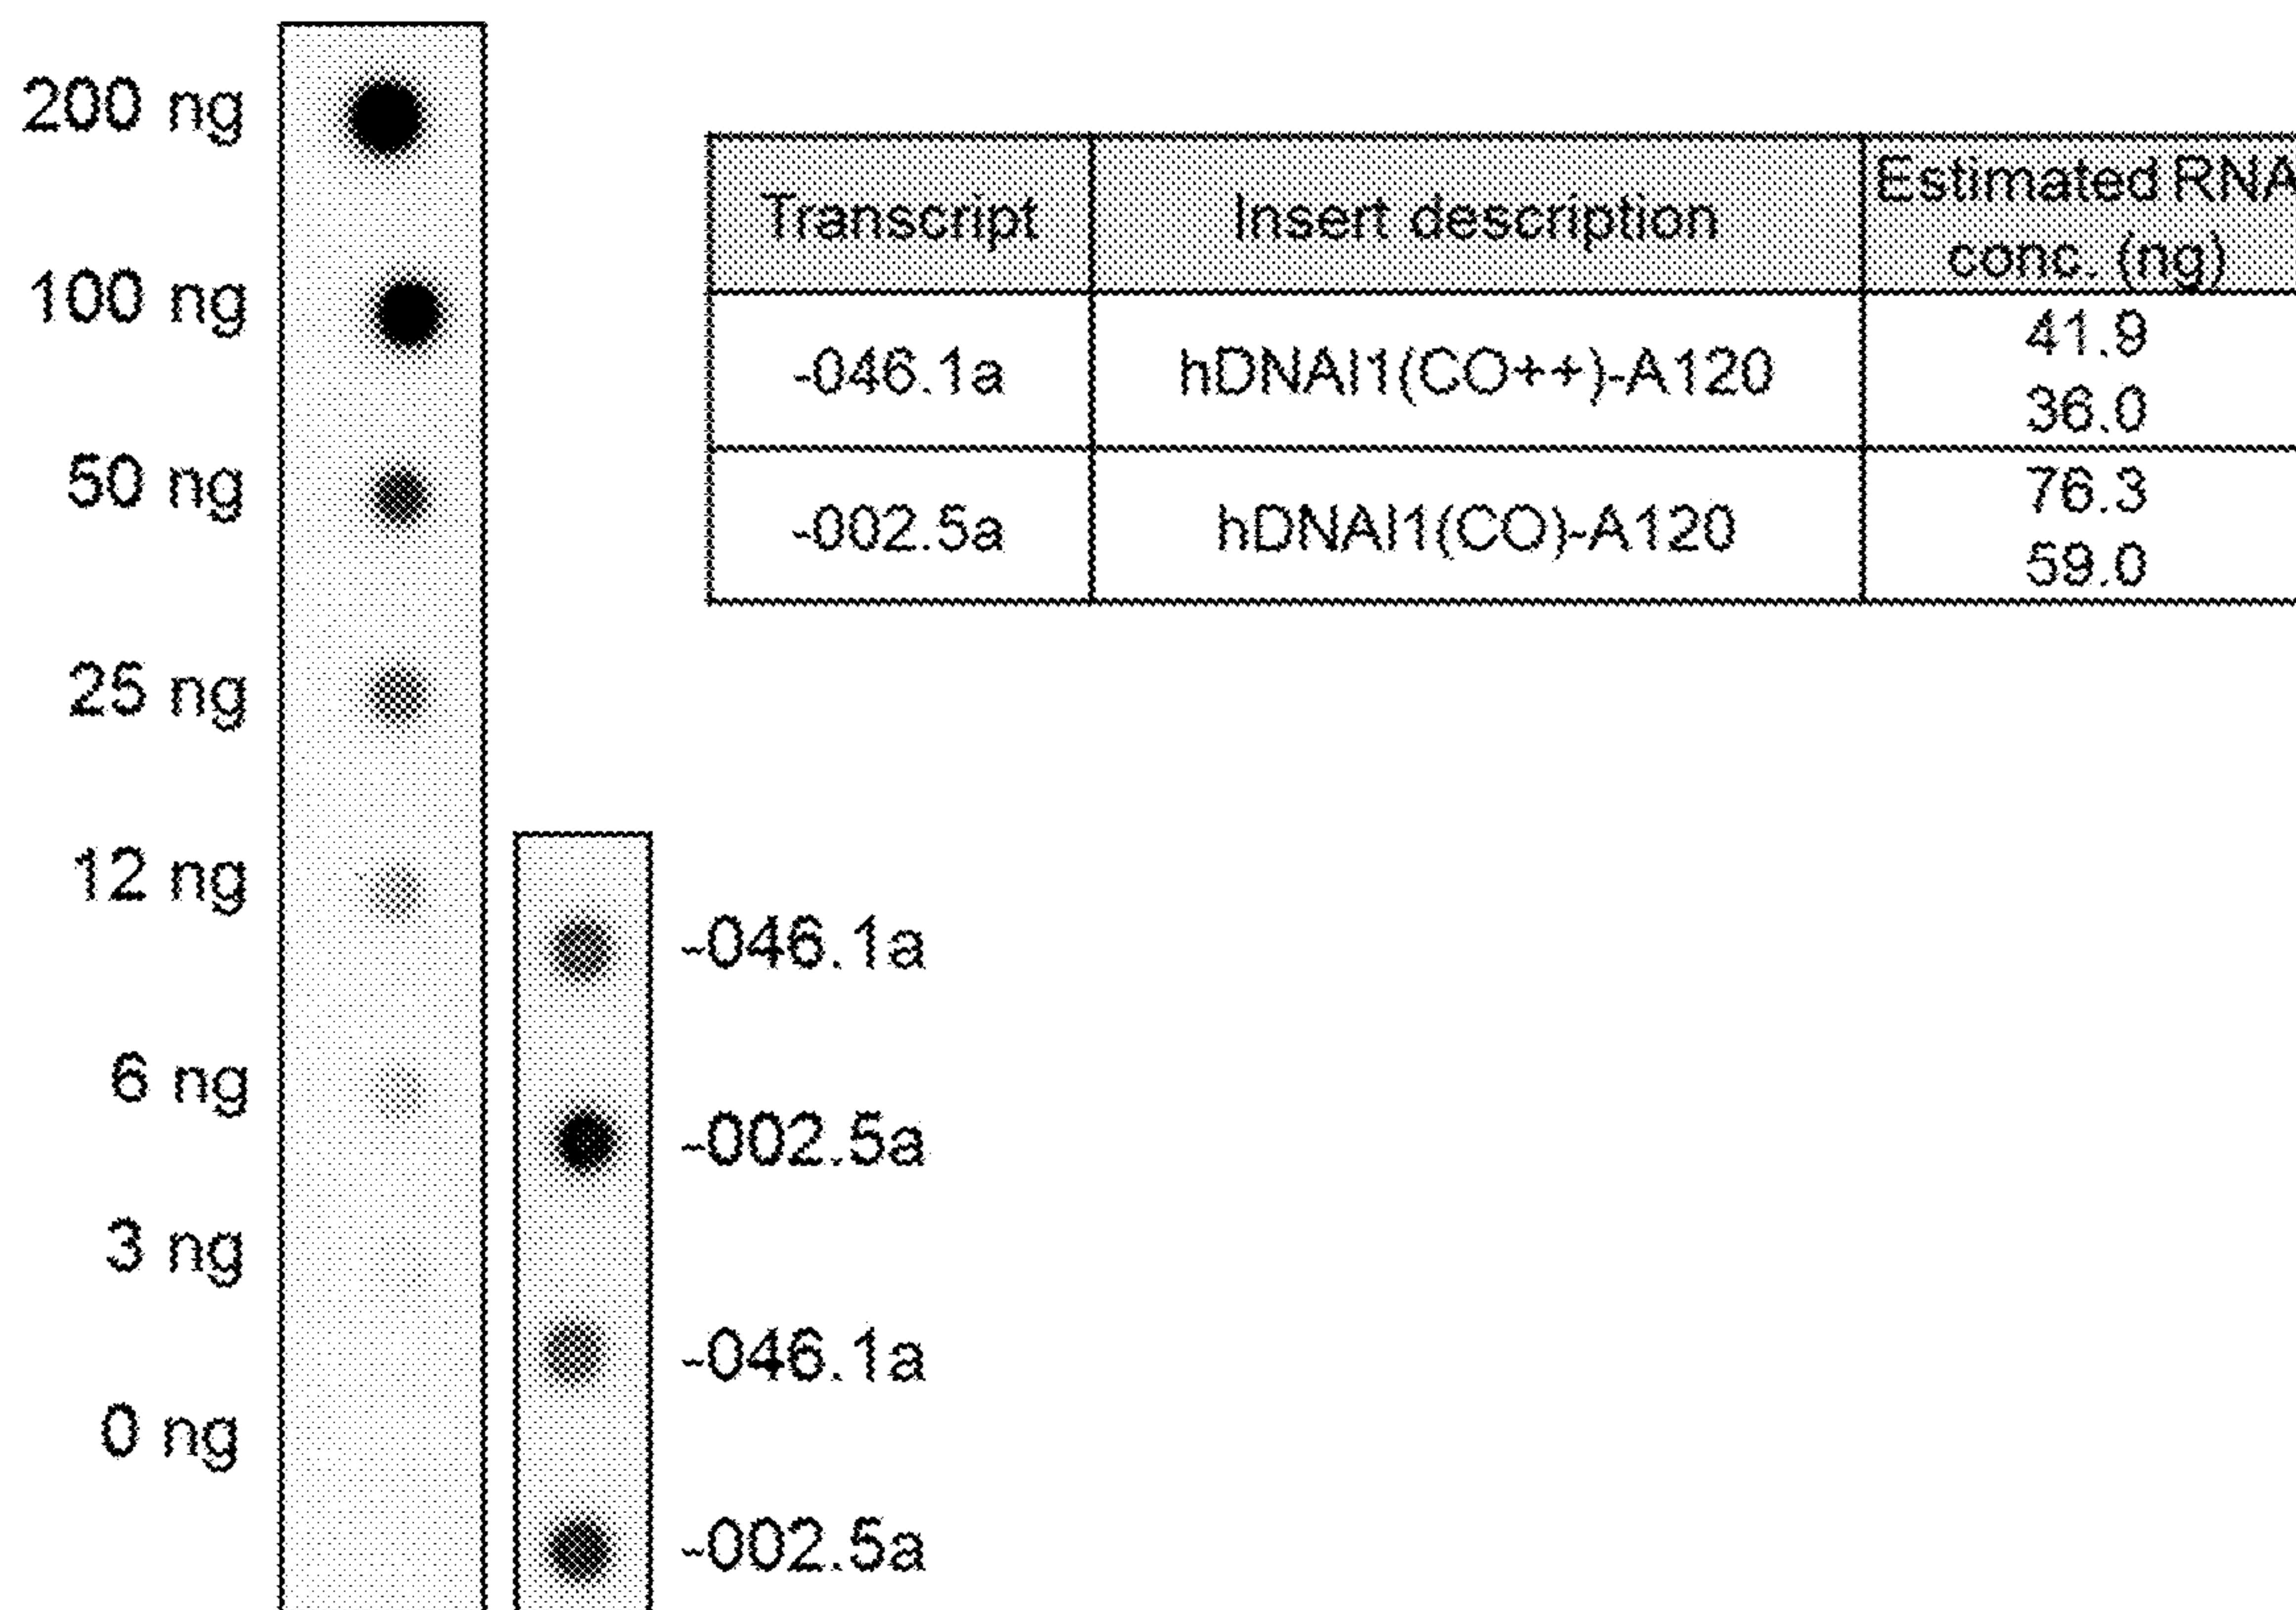 200 ng
100 ng
50 ng
25 ng
12 ng
6 ng
3 ng
0 ng
Transcript
Insert description
Estimated RNA
conc. (ng)
-046.1a
hDNAI1(CO++)-A120
41.9
36.0
-002.5a
hDNAI1(CO)-A120
76.3
59.0
-046.1a
-002.5a
-046.1a
-002.5a